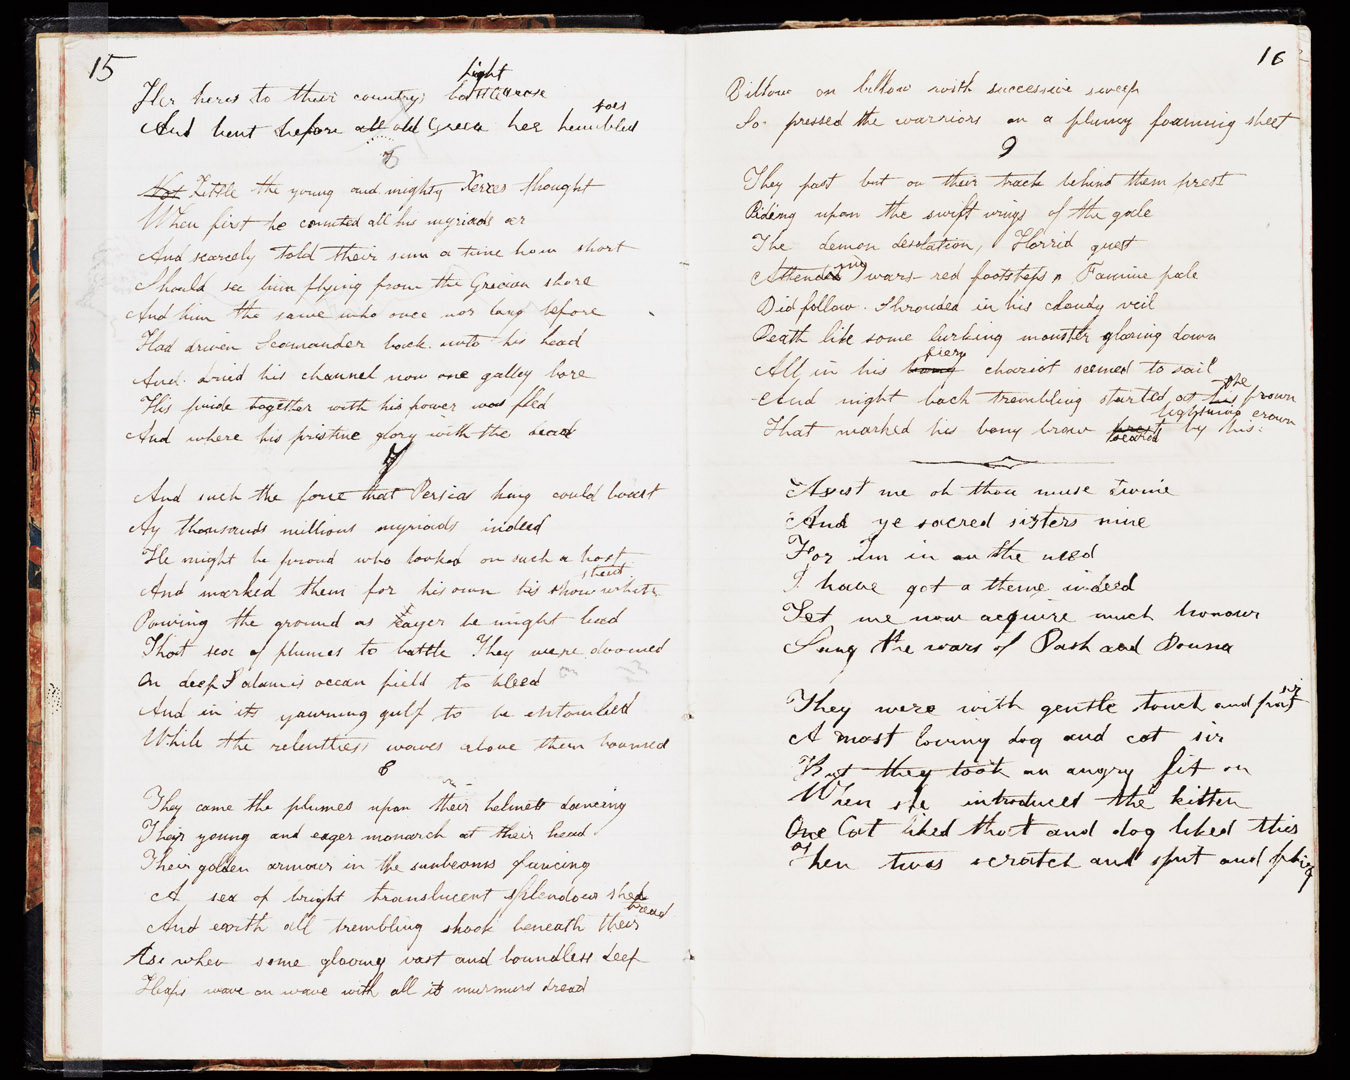 15
Her heros to their country's battle rose
fight
And bent before all old Greece her humbled
foes
6
Not Little the young and mighty Xerxes thought
When first he counted all his myriads oer
And scarcely told their sum a time how short
Should see him flying from the Grecian shore
And him the same who once nor long before
Had driven Scamander back unto his head
And dried his channel now one galley bore
His pride together with his power was fled
And where his pristine glory with the dead
7
And such the force that Persia's king could boast
Ay thousands millions myriads indeed
He might be proud who looked on such a host
And marked them for his own his shout while
shout
Pawing the ground as eager he might lead
That sea of plumes to battle They were doomed
On deep Salamis ocean field to bleed
And in its yawning gulf to be entombed
While the relentless waves above them boomed
8
They came the plumes upon their helmets dancing
Their young and eager monarch at their head
Their golden armour in the sunbeams glancing
A sea of bright translucent splendour shed
And earth all trembling shook beneath their
tread
As when some glooming vast and boundless deep
Heaps wave on wave with all its murmurs dread
16
Billow on billow with successive sweep
So pressed the warriors on a plumy foaming sheet
9
They past but on their track behind them prest
Riding upon the swift wings of the gale
The demon desolation, Horrid guest
Attending wars red footsteps, Famine pale
Did follow. Shrouded in his cloudy veil
Death like some lurking monster glaring down
All in his bony chariot seemed to sail
fiery
And night back trembling started at his frown
the
That marked his bony brow seared by his
lightning crown
Assist me oh thou muse divine
And ye sacred sisters nine
For I'm in on the need
I have got a theme indeed
Let me now acquire much honour
Sung the wars of Pash and Donna
They were with gentle touch and pat
sir
A most loving dog and cat sir
But they took an angry fit on
When she introduced the kitten
One Cat liked that and dog liked this
Then twas scratch and spit and phiz